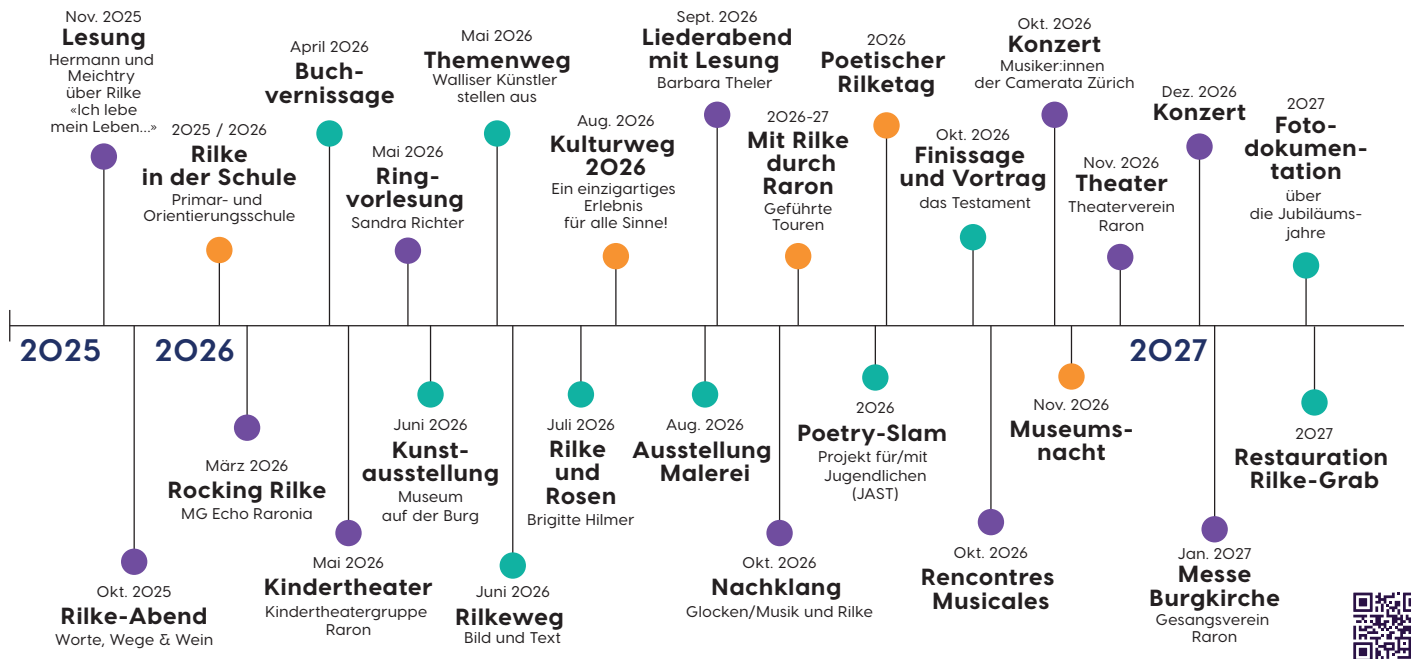 Nov. 2025
Lesung
Hermann und
Meichtry
über Rilke
«Ich lebe
mein Leben...»
2025 / 2026
Rilke
in der Schule
Primar- und
Orientierungsschule
April 2026
Buch-
vernissage
Mai 2026
Ring-
vorlesung
Sandra Richter
Mai 2026
Themenweg
Walliser Künstler
stellen aus
Aug. 2026
Kulturweg
2026
Ein einzigartiges
Erlebnis
für alle Sinne!
Sept. 2026
Liederabend
mit Lesung
Barbara Theler
2026-27
Mit Rilke
durch
Raron
Geführte
Touren
2026
Poetischer
Rilketag
Okt. 2026
Finissage
und Vortrag
das Testament
Okt. 2026
Konzert
Musiker:innen
der Camerata Zürich
Nov. 2026
Theater
Theaterverein
Raron
Dez. 2026
Konzert
2027
Foto-
dokumen-
tation
über
die Jubiläums-
jahre
2025
2026
2027
Okt. 2025
Rilke-Abend
Worte, Wege & Wein
März 2026
Rocking Rilke
MG Echo Raronia
Mai 2026
Kindertheater
Kindertheatergruppe
Raron
Juni 2026
Kunst-
ausstellung
Museum
auf der Burg
Juni 2026
Rilkeweg
Bild und Text
Juli 2026
Rilke
und
Rosen
Brigitte Hilmer
Aug. 2026
Ausstellung
Malerei
Okt. 2026
Nachklang
Glocken/Musik und Rilke
2026
Poetry-Slam
Projekt für/mit
Jugendlichen
(JAST)
Okt. 2026
Rencontres
Musicales
Nov. 2026
Museums-
nacht
Jan. 2027
Messe
Burgkirche
Gesangsverein
Raron
2027
Restauration
Rilke-Grab